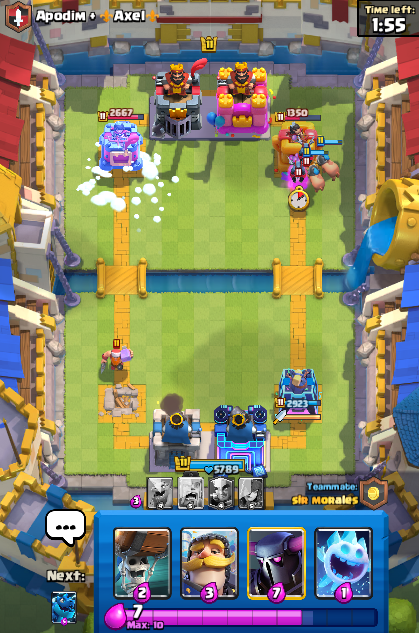 Apodim + Axel
Time left:
1:55
2667
1350
2923
5789
Teammate:
SIR MORALES
3
...
2
3
7
1
Next:
7
Max: 10